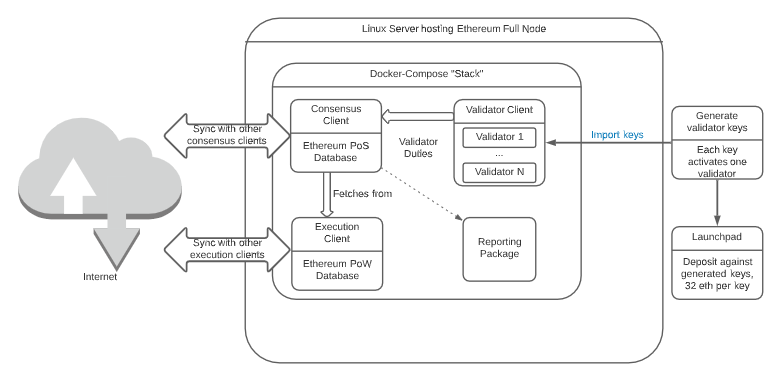 Linux Server hosting Ethereum Full Node
Docker-Compose "Stack"
Consensus
Client
Ethereum PoS
Database
Validator Client
Validator 1
...
Validator N
Validator
Duties
Sync with other
consensus clients
Import keys
Generate
validator keys
Each key
activates one
validator
Fetches from
Execution
Client
Ethereum PoW
Database
Reporting
Package
Sync with other
execution clients
Internet
Launchpad
Deposit against
generated keys,
32 eth per key